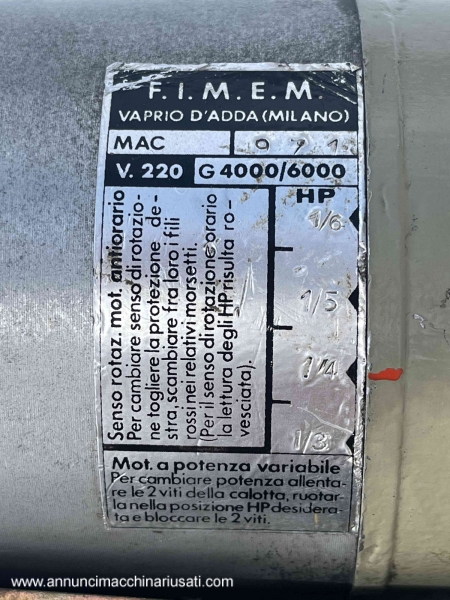 F.I.M.E.M.
VAPRIO D'ADDA (MILANO)
MAC
V. 220 G 4000/6000
HP
1/6
1/5
1/4
1/3
Senso rotaz. mot. antiorario
Per cambiare senso di rotazio-
ne togliere la protezione de-
stra, scambiare fra loro i fili
rossi nei relativi morsetti.
(Per il senso di rotazione orario
la lettura degli HP risulta ro-
vesciata).
Mot. a potenza variabile
Per cambiare potenza allenta-
re le 2 viti della calotta, ruotar-
la nella posizione HP desidera-
ta e bloccare le 2 viti.
www.annuncimacchinariusati.com